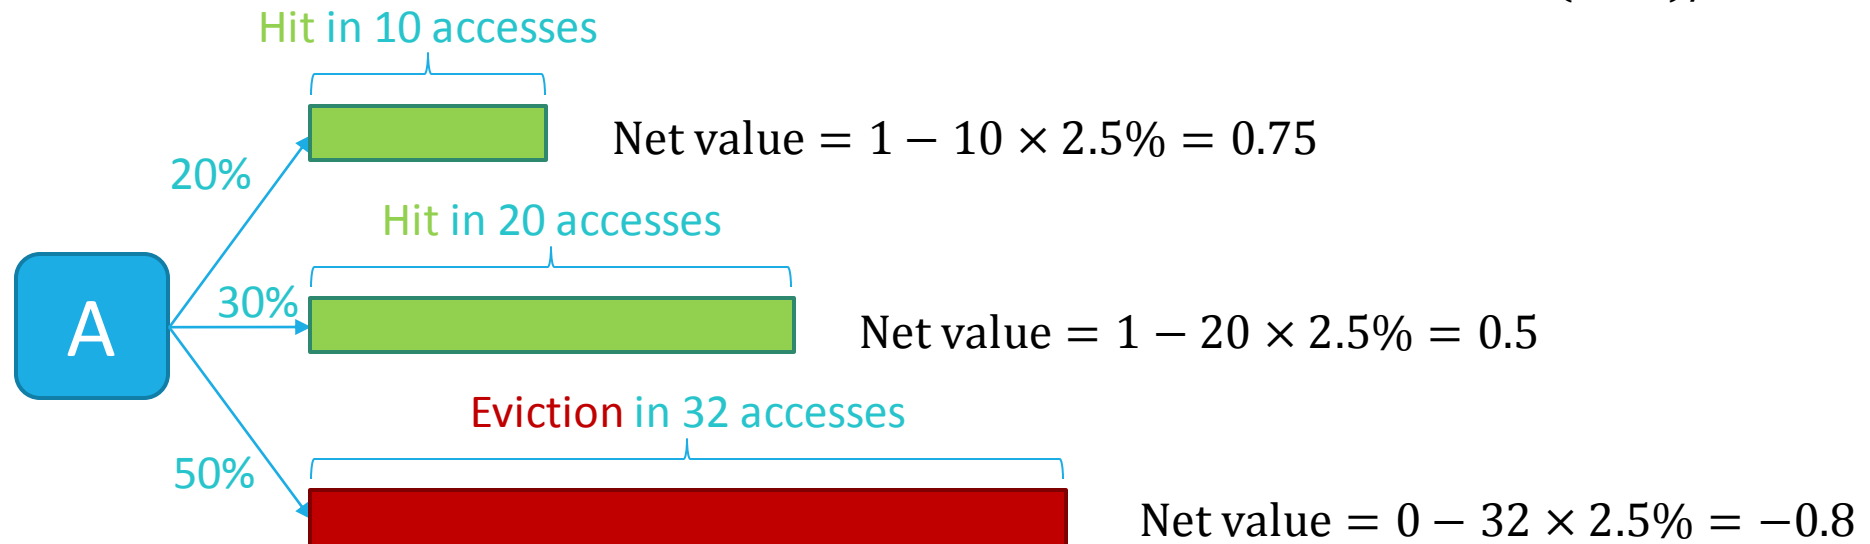 Hit in 10 accesses
Net value = 1 − 10 × 2.5% = 0.75
20%
Hit in 20 accesses
30%
A
Net value = 1 − 20 × 2.5% = 0.5
Eviction in 32 accesses
50%
Net value = 0 − 32 × 2.5% = −0.8